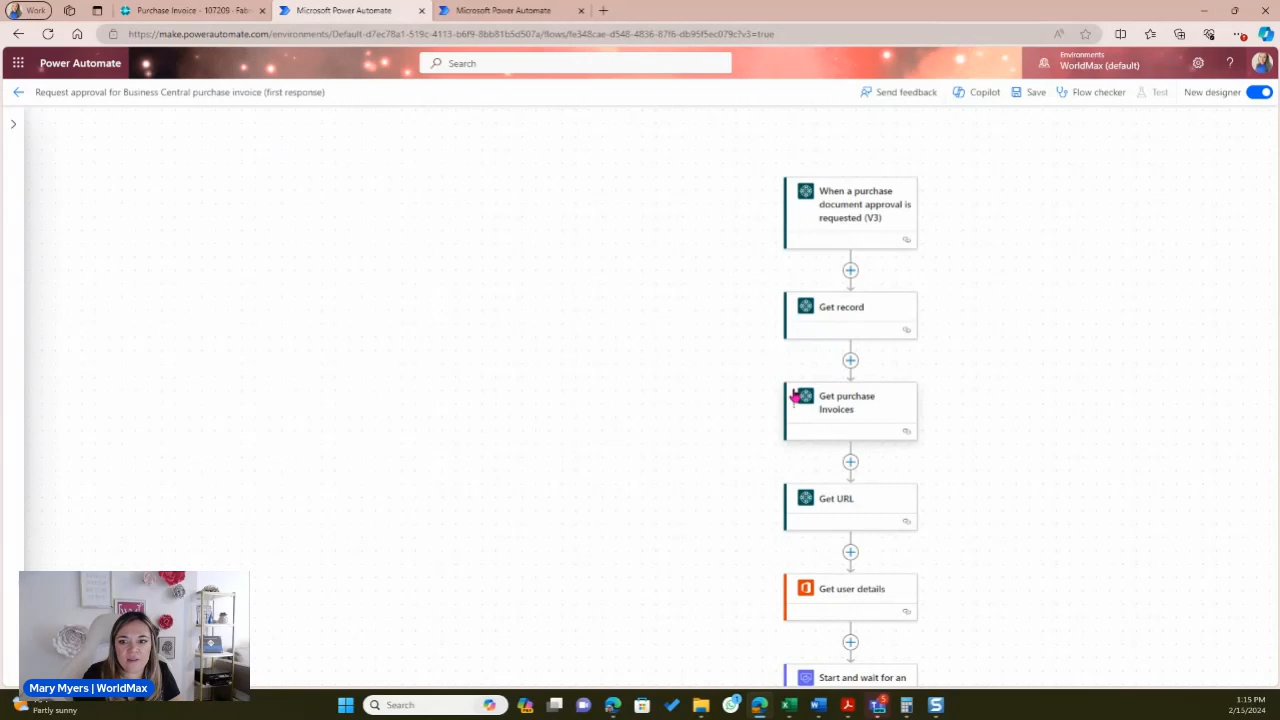 Work
Purchase Invoice - 107209 - Fab
Microsoft Power Automate
Microsoft Power Automate
https://make.powerautomate.com/environments/Default-d7ec78a1-519c-4113-b6f9-8bb81b5d507a/flows/fe348cae-d548-4836-87f6-db95f5ec079c?v3=true
Power Automate
Search
Environments
WorldMax (default)
Request approval for Business Central purchase invoice (first response)
Send feedback
Copilot
Save
Flow checker
Test
New designer
When a purchase
document approval is
requested (V3)
Get record
Get purchase
Invoices
Get URL
Get user details
Start and wait for an
Mary Myers | WorldMax
Partly sunny
Search
1:15 PM
2/15/2024